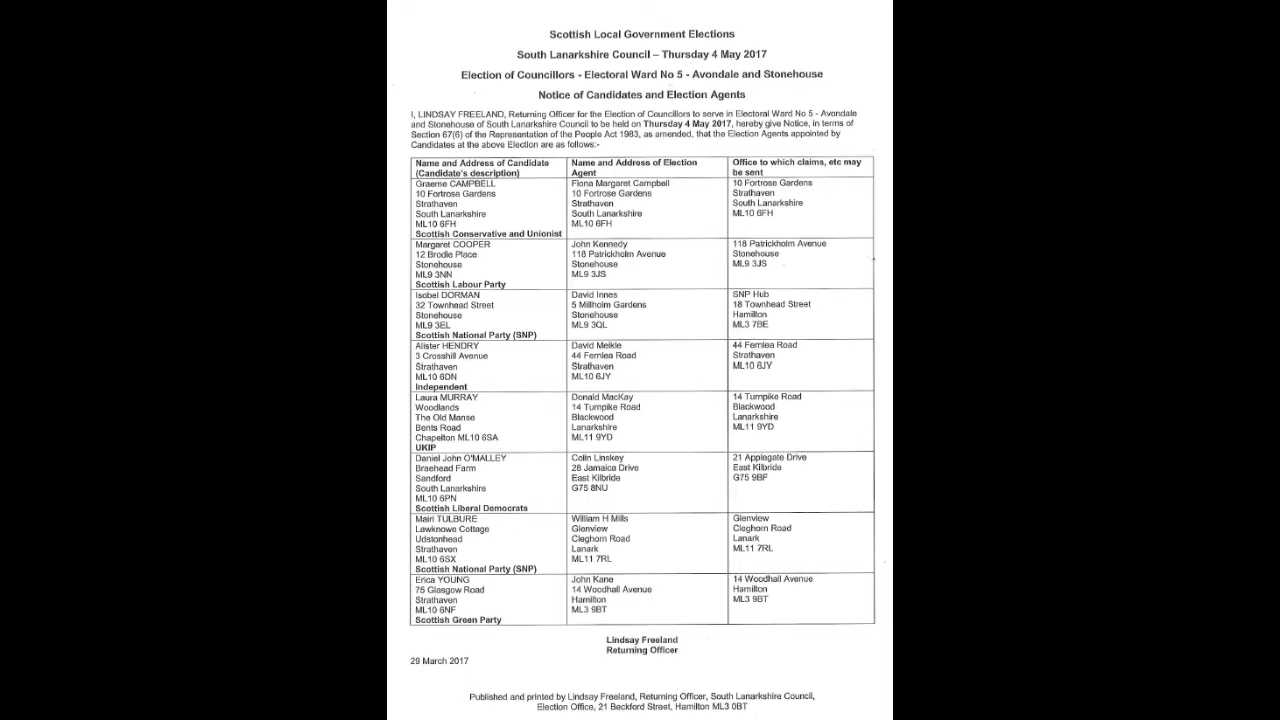 Scottish Local Government Elections
South Lanarkshire Council – Thursday 4 May 2017
Election of Councillors - Electoral Ward No 5 - Avondale and Stonehouse
Notice of Candidates and Election Agents
I, LINDSAY FREELAND, Returning Officer for the Election of Councillors to serve in Electoral Ward No 5 - Avondale
and Stonehouse of South Lanarkshire Council to be held on Thursday 4 May 2017, hereby give Notice, in terms of
Section 67(6) of the Representation of the People Act 1983, as amended, that the Election Agents appointed by
Candidates at the above Election are as follows:-
Name and Address of Candidate
(Candidate's description)
Name and Address of Election
Agent
Office to which claims, etc may
be sent
Graeme CAMPBELL
10 Fortrose Gardens
Strathaven
South Lanarkshire
ML10 6FH
Scottish Conservative and Unionist
Fiona Margaret Campbell
10 Fortrose Gardens
Strathaven
South Lanarkshire
ML10 6FH
10 Fortrose Gardens
Strathaven
South Lanarkshire
ML10 6FH
Margaret COOPER
12 Brodie Place
Stonehouse
ML9 3NN
Scottish Labour Party
John Kennedy
118 Patrickholm Avenue
Stonehouse
ML9 3JS
118 Patrickholm Avenue
Stonehouse
ML9 3JS
Isobel DORMAN
32 Townhead Street
Stonehouse
ML9 3EL
Scottish National Party (SNP)
David Innes
5 Millholm Gardens
Stonehouse
ML9 3QL
SNP Hub
18 Townhead Street
Hamilton
ML3 7BE
Alister HENDRY
3 Crosshill Avenue
Strathaven
ML10 6DN
Independent
David Meikle
44 Fernlea Road
Strathaven
ML10 6JY
44 Fernlea Road
Strathaven
ML10 6JY
Laura MURRAY
Woodlands
The Old Manse
Bents Road
Chapelton ML10 6SA
UKIP
Donald MacKay
14 Turnpike Road
Blackwood
Lanarkshire
ML11 9YD
14 Turnpike Road
Blackwood
Lanarkshire
ML11 9YD
Daniel John O'MALLEY
Braehead Farm
Sandford
South Lanarkshire
ML10 6PN
Scottish Liberal Democrats
Colin Linskey
28 Jamaica Drive
East Kilbride
G75 8NU
21 Applegate Drive
East Kilbride
G75 9BF
Mairi TULBURE
Lawknowe Cottage
Udstonhead
Strathaven
ML10 6SX
Scottish National Party (SNP)
William H Mills
Glenview
Cleghorn Road
Lanark
ML11 7RL
Glenview
Cleghorn Road
Lanark
ML11 7RL
Erica YOUNG
75 Glasgow Road
Strathaven
ML10 6NF
Scottish Green Party
John Kane
14 Woodhall Avenue
Hamilton
ML3 9BT
14 Woodhall Avenue
Hamilton
ML3 9BT
Lindsay Freeland
Returning Officer
29 March 2017
Published and printed by Lindsay Freeland, Returning Officer, South Lanarkshire Council,
Election Office, 21 Beckford Street, Hamilton ML3 0BT